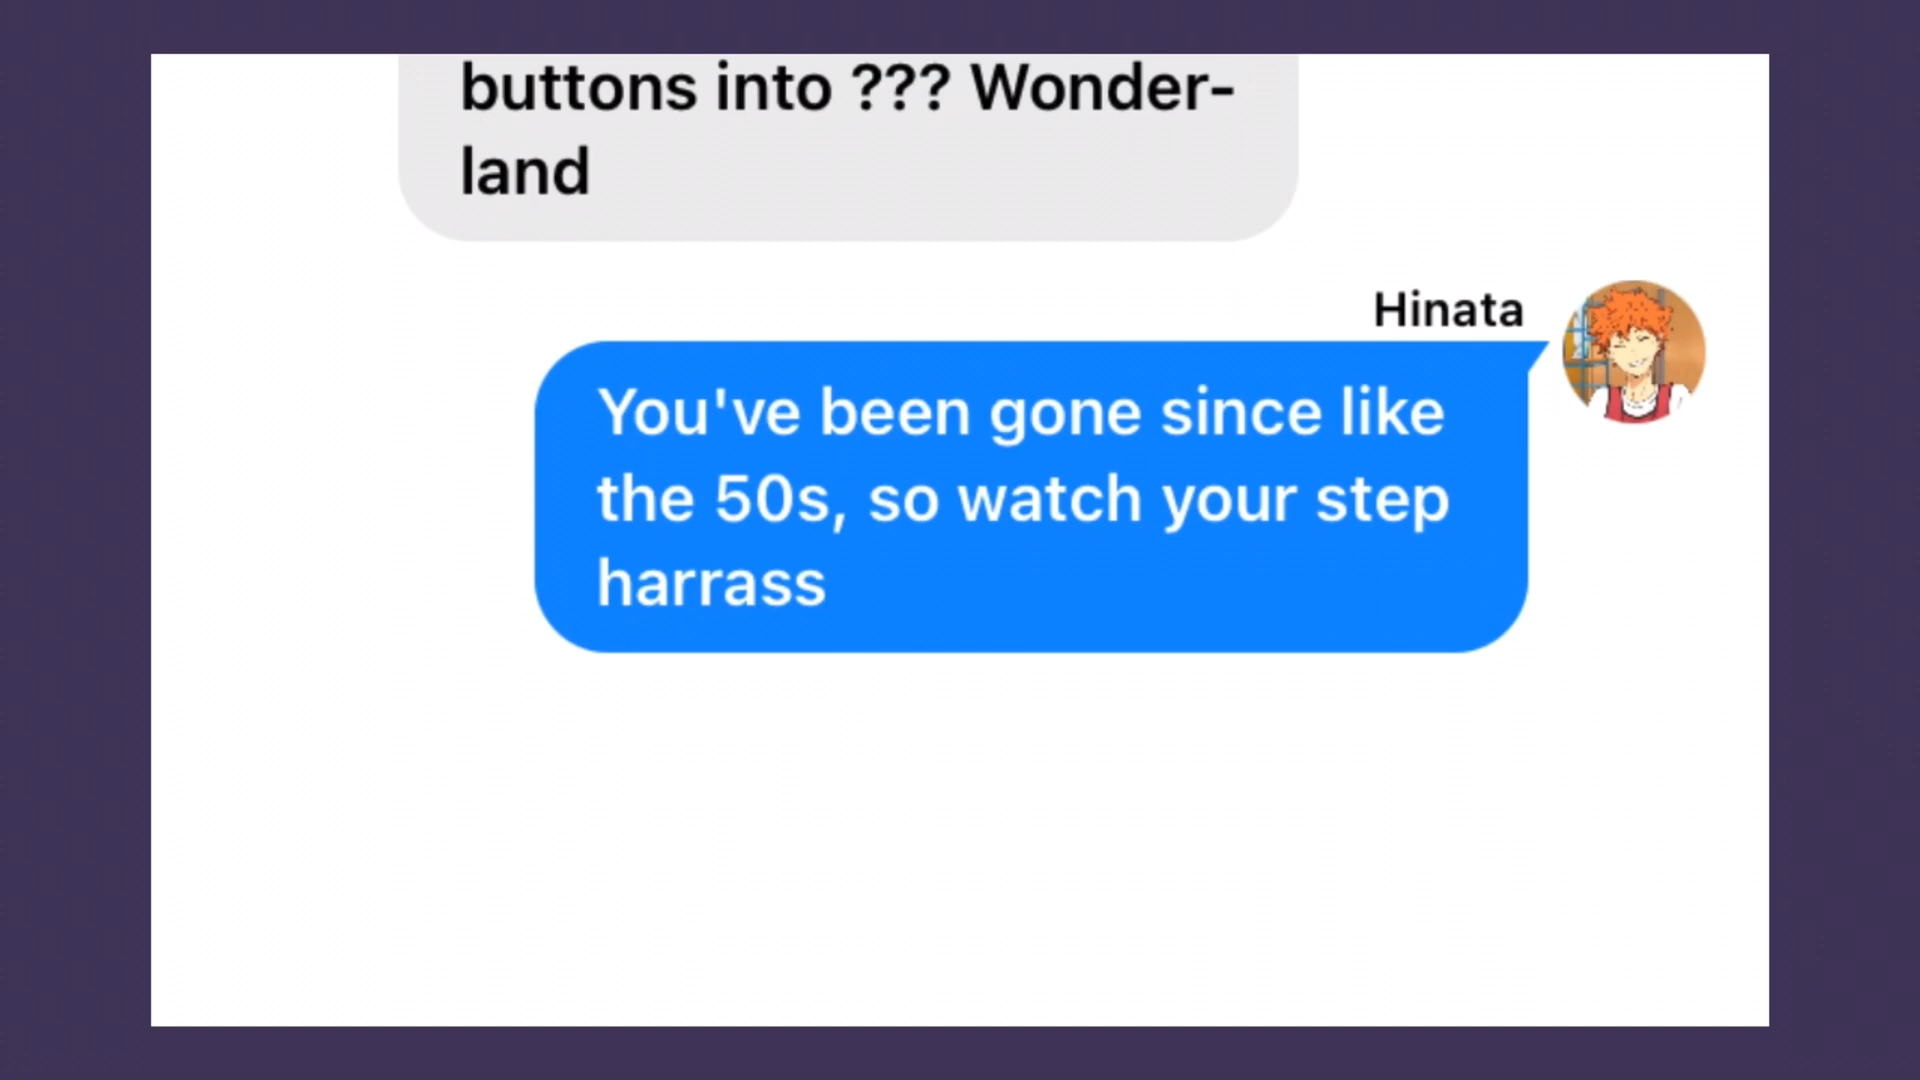 buttons into ??? Wonder-
land
Hinata
You've been gone since like
the 50s, so watch your step
harrass